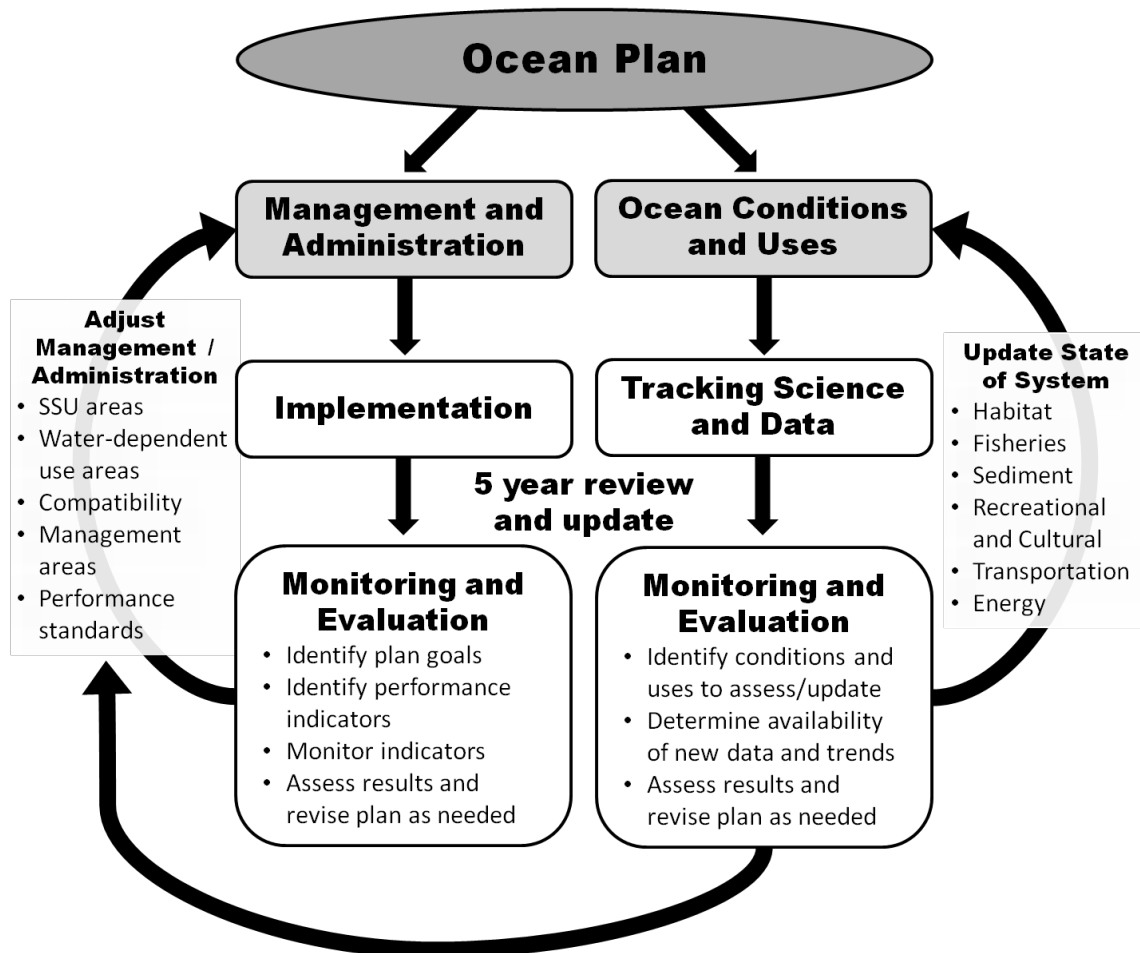 Ocean Plan
Management and
Administration
Ocean Conditions
and Uses
Adjust
Management /
Administration
• SSU areas
• Water-dependent
use areas
• Compatibility
• Management
areas
• Performance
standards
Implementation
Tracking Science
and Data
Update State
of System
• Habitat
• Fisheries
• Sediment
• Recreational
and Cultural
• Transportation
• Energy
5 year review
and update
Monitoring and
Evaluation
• Identify plan goals
• Identify performance
indicators
• Monitor indicators
• Assess results and
revise plan as needed
Monitoring and
Evaluation
• Identify conditions and
uses to assess/update
• Determine availability
of new data and trends
• Assess results and
revise plan as needed